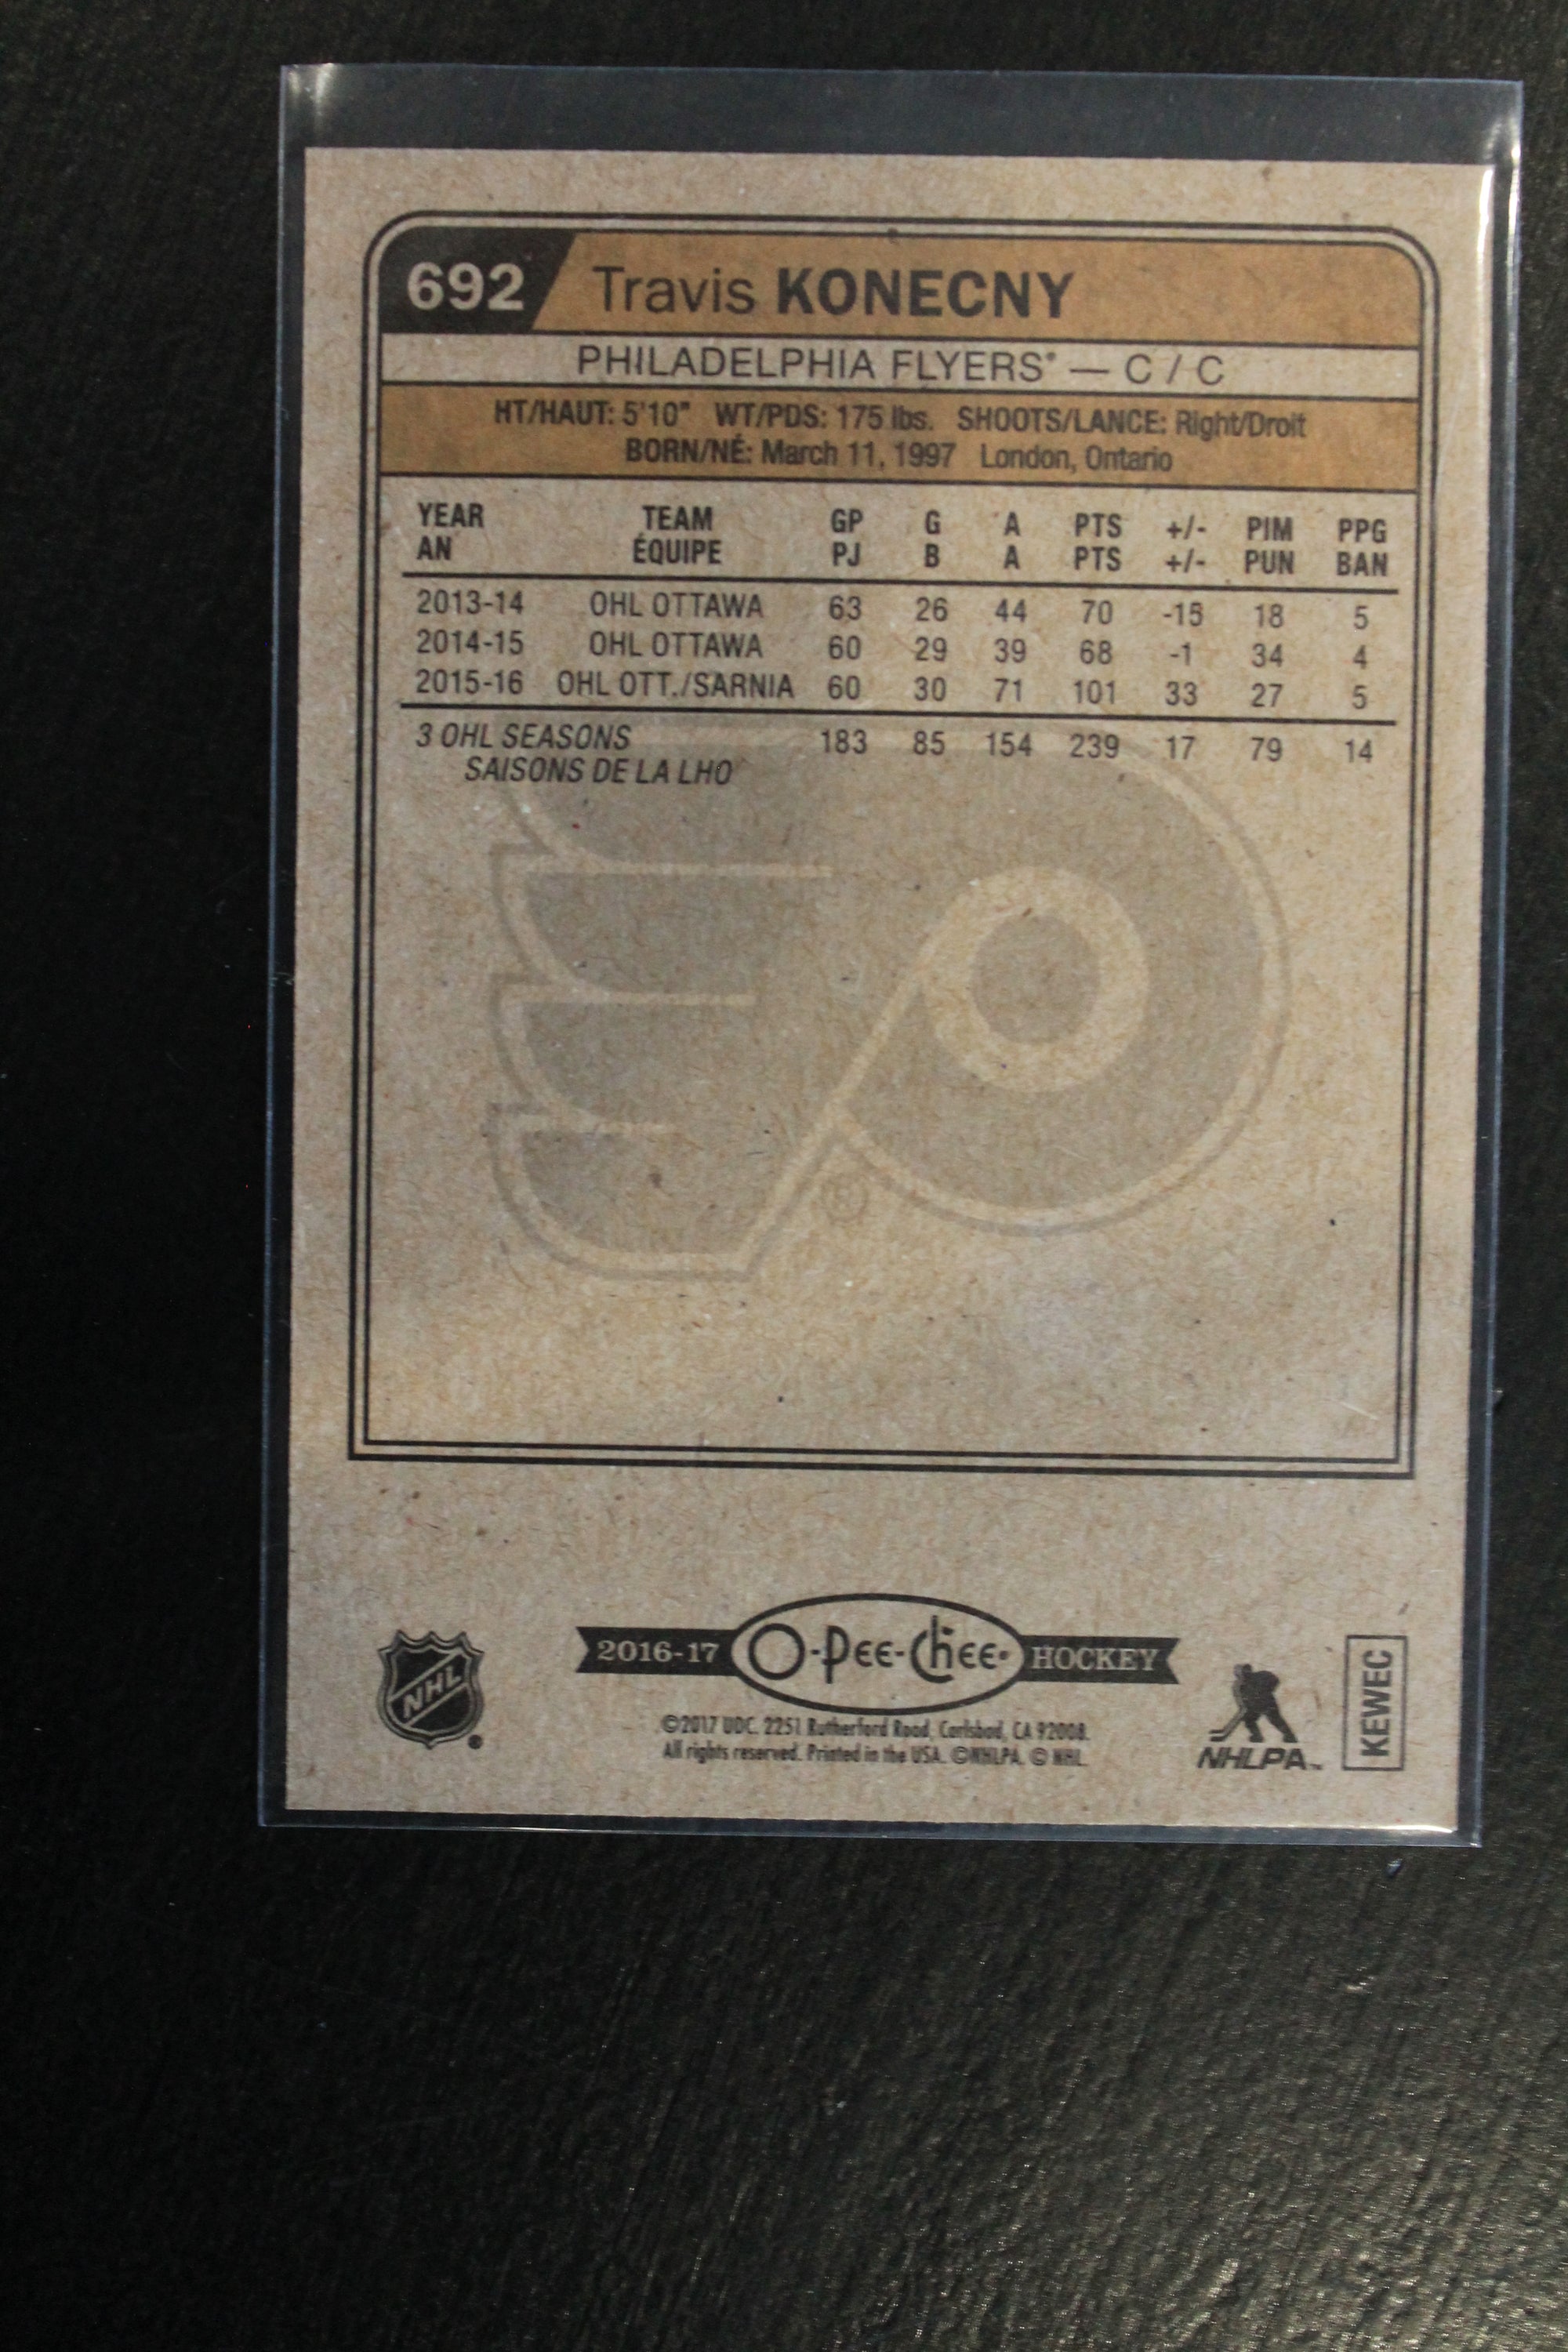 692 Travis KONECNY
PHILADELPHIA FLYERS® — C / C
HT/HAUT: 5'10" WT/PDS: 175 lbs. SHOOTS/LANCE: Right/Droit
BORN/NÉ: March 11, 1997 London, Ontario
YEAR TEAM GP G A PTS +/- PIM PPG
AN ÉQUIPE PJ B A PTS +/- PUN BAN
2013-14 OHL OTTAWA 63 26 44 70 -15 18 5
2014-15 OHL OTTAWA 60 29 39 68 -1 34 4
2015-16 OHL OTT./SARNIA 60 30 71 101 33 27 5
3 OHL SEASONS 183 85 154 239 17 79 14
SAISONS DE LA LHO
®
2016-17 O-Pee-Chee® HOCKEY
NHL®
©2017 UDC. 2251 Rutherford Road, Carlsbad, CA 92008.
All rights reserved. Printed in the USA. ©NHLPA. © NHL.
NHLPA™
KEWEC